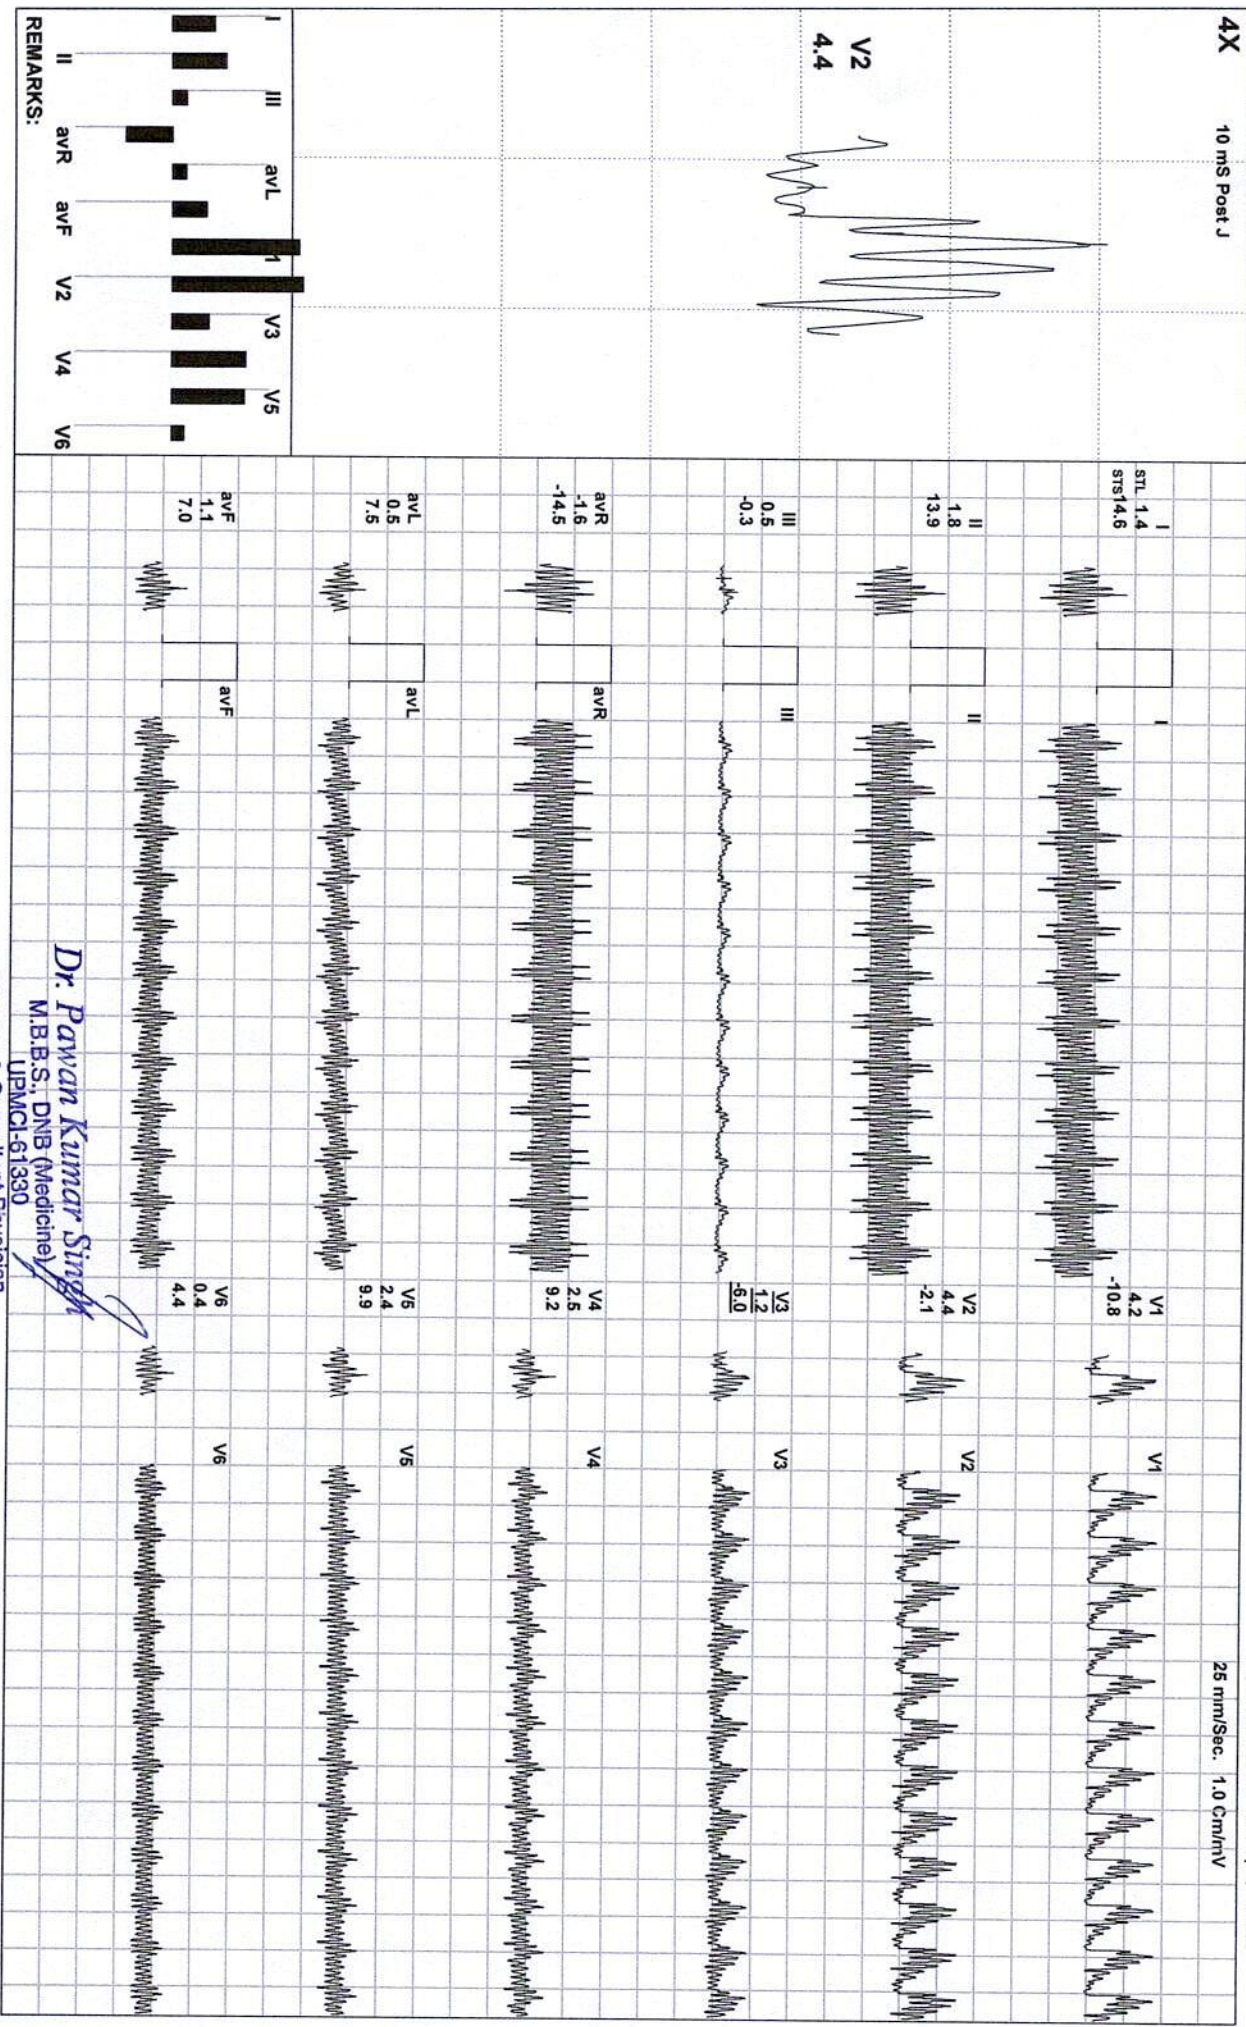 4X
10 mS Post J
V2
4.4
I
III
avL
1
V3
V5
II
avR
avF
V2
V4
V6
REMARKS:
25 mm/Sec. 1.0 Cm/mV
I
STL 1.4
STS14.6
I
V1
4.2
-10.8
V1
II
1.8
13.9
II
V2
4.4
-2.1
V2
III
0.5
-0.3
III
V3
1.2
-6.0
V3
avR
-1.6
-14.5
avR
V4
2.5
9.2
V4
avL
0.5
7.5
avL
V5
2.4
9.9
V5
avF
1.1
7.0
avF
V6
0.4
4.4
V6
Dr. Pawan Kumar Singh
M.B.B.S., DNB (Medicine)
UPMCI-61330
Physician